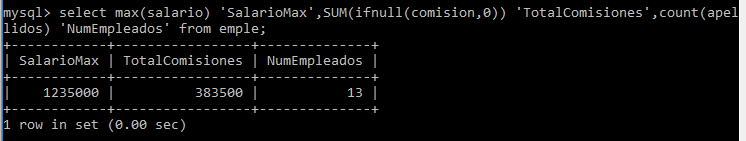 mysql> select max(salario) 'SalarioMax',SUM(ifnull(comision,0)) 'TotalComisiones',count(apel
lidos) 'NumEmpleados' from emple;
+------------+-----------------+--------------+
| SalarioMax | TotalComisiones | NumEmpleados |
+------------+-----------------+--------------+
|    1235000 |          383500 |           13 |
+------------+-----------------+--------------+
1 row in set (0.00 sec)